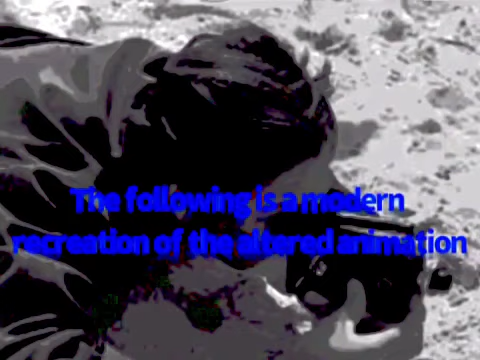 The following is a modern
recreation of the altered animation